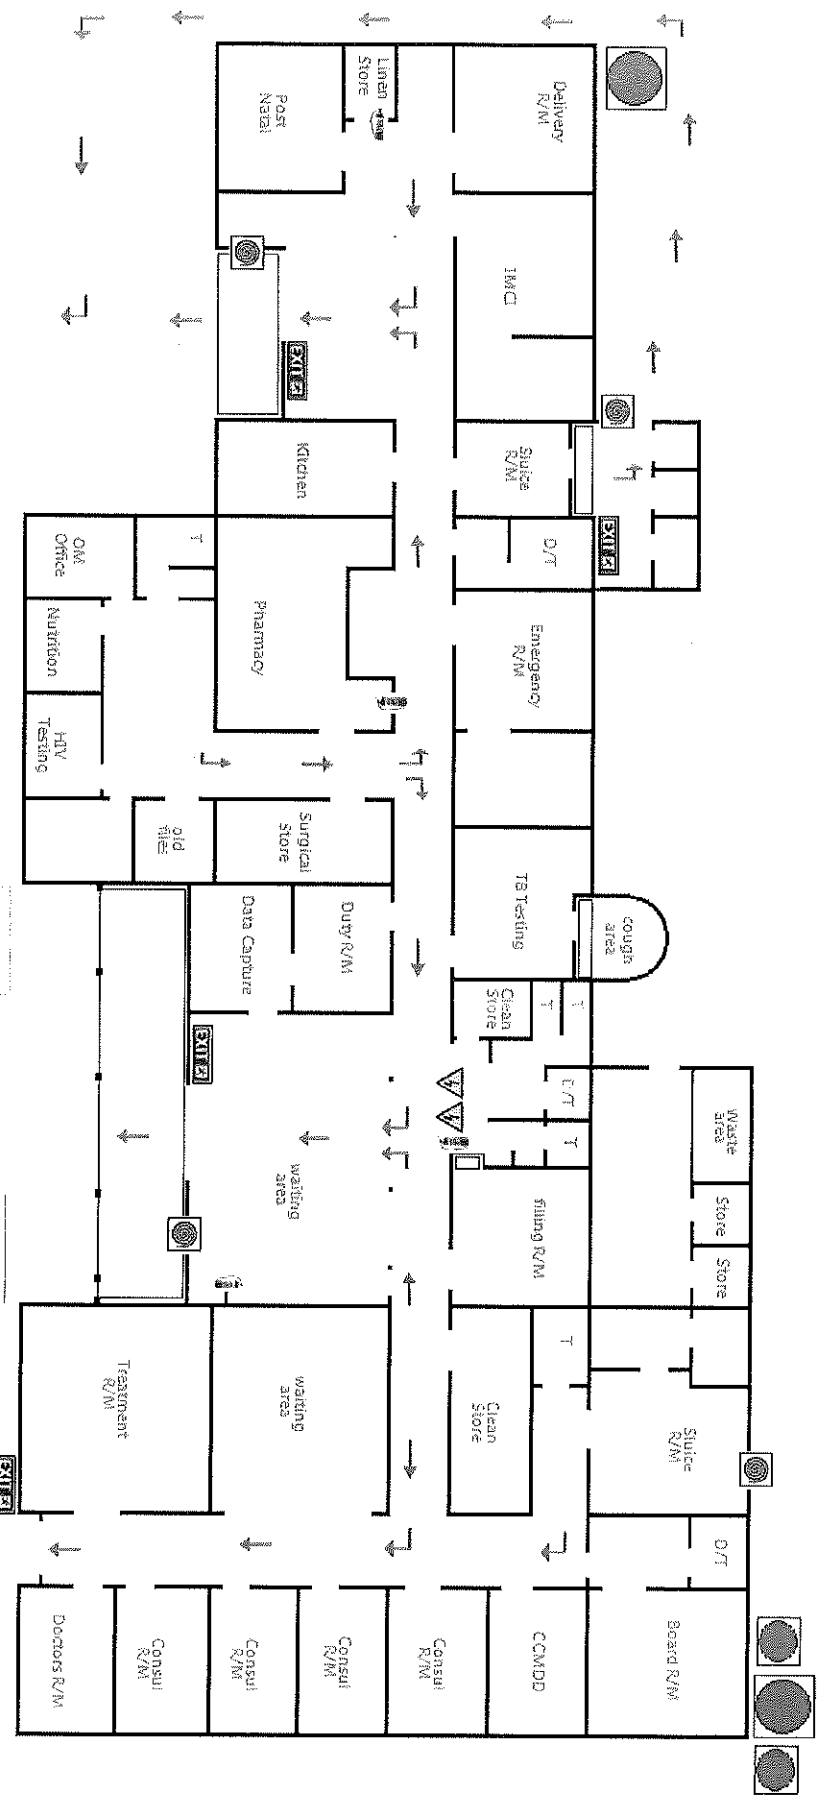 Delivery
R/M
Linen
Store
Post
Natal
IMCI
EXIT
Kitchen
Sluice
R/M
EXIT
D/T
T
OM
Office
Nutrition
HIV
Testing
Pharmacy
Emergency
R/M
old
files
Surgical
Store
TB Testing
cough
area
Data Capture
Duty R/M
Clean
Store
T
T
EXIT
D/T
T
waiting
area
filing R/M
Waste
area
Store
Store
T
Treatment
R/M
waiting
area
Clean
Store
Sluice
R/M
EXIT
D/T
Doctors R/M
Consul
R/M
Consul
R/M
Consul
R/M
Consul
R/M
CCMDD
Board R/M